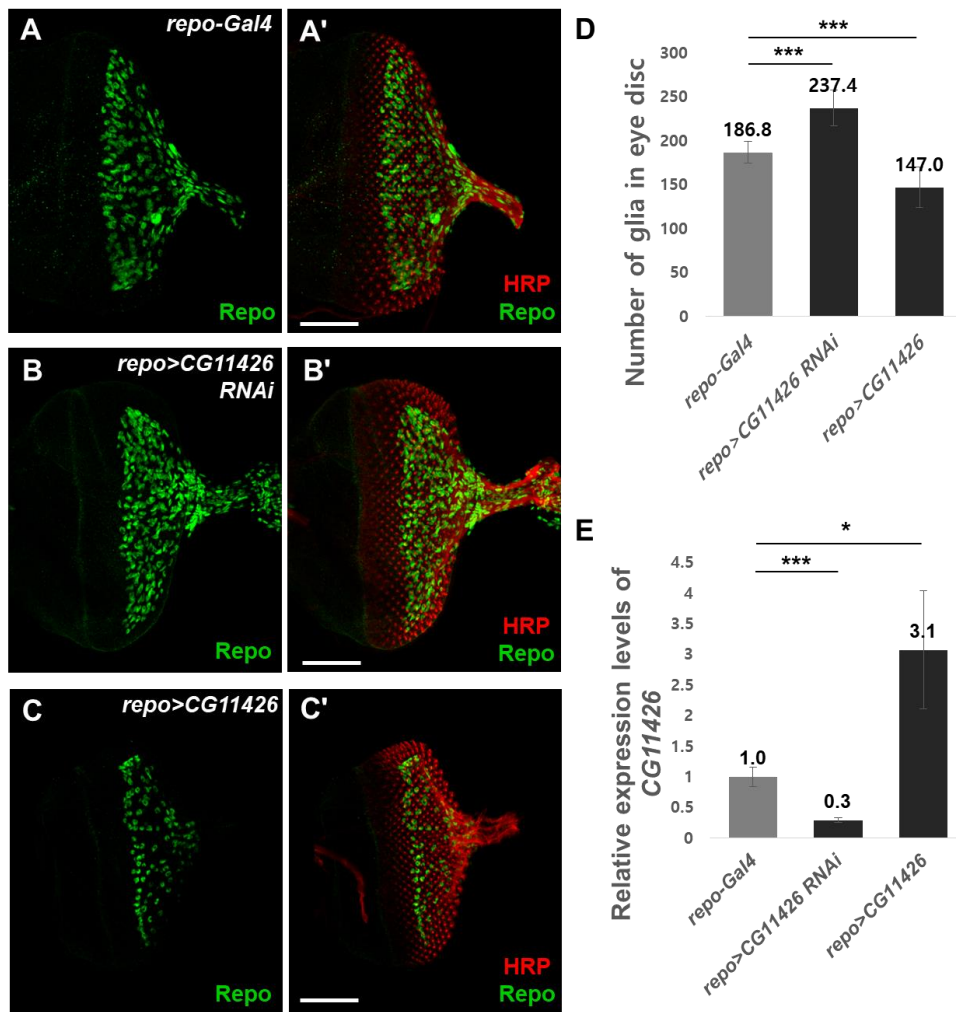 A
repo-Gal4
A'
Repo
HRP
Repo
B
repo>CG11426
RNAi
B'
Repo
HRP
Repo
C
repo>CG11426
C'
Repo
HRP
Repo
D
Number of glia in eye disc
300
250
200
150
100
50
0
***
***
186.8
237.4
147.0
repo-Gal4
repo>CG11426 RNAi
repo>CG11426
E
Relative expression levels of
CG11426
4.5
4
3.5
3
2.5
2
1.5
1
0.5
0
*
***
1.0
0.3
3.1
repo-Gal4
repo>CG11426 RNAi
repo>CG11426